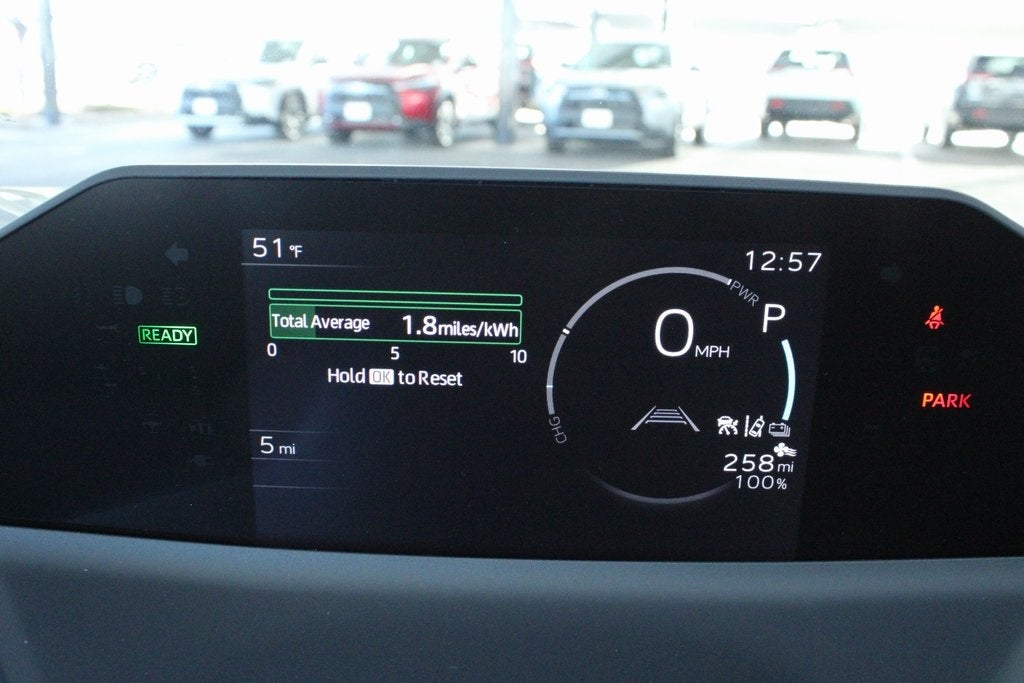 51 °F
12:57
PWR
P
READY
Total Average 1.8 miles/kWh
0 5 10
Hold OK to Reset
0 MPH
PARK
CHG
5 mi
258 mi
100%